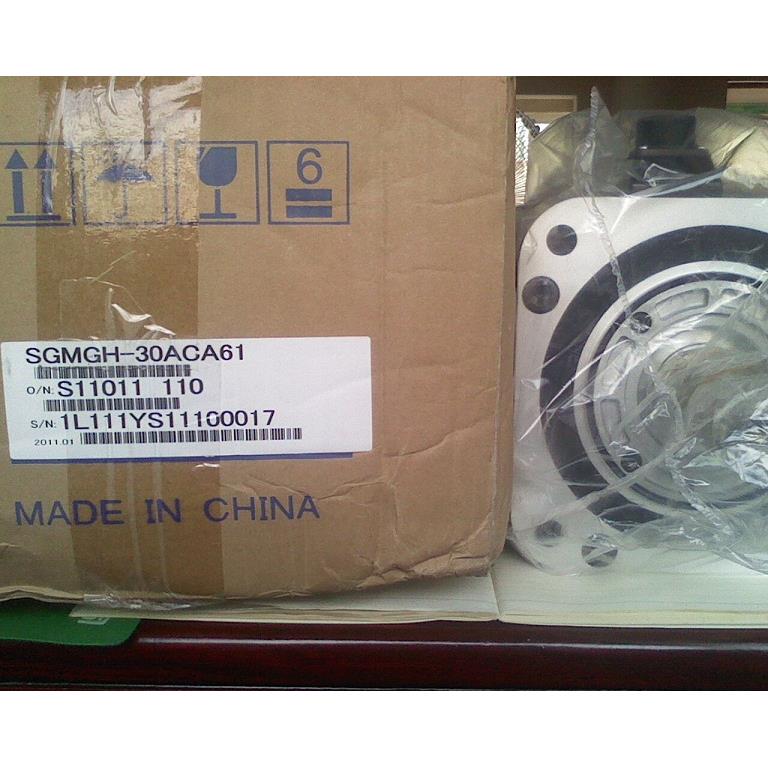 6
SGMGH-30ACA61
O/N: S11011 110
S/N: 1L111YS11100017
2011.01
MADE IN CHINA